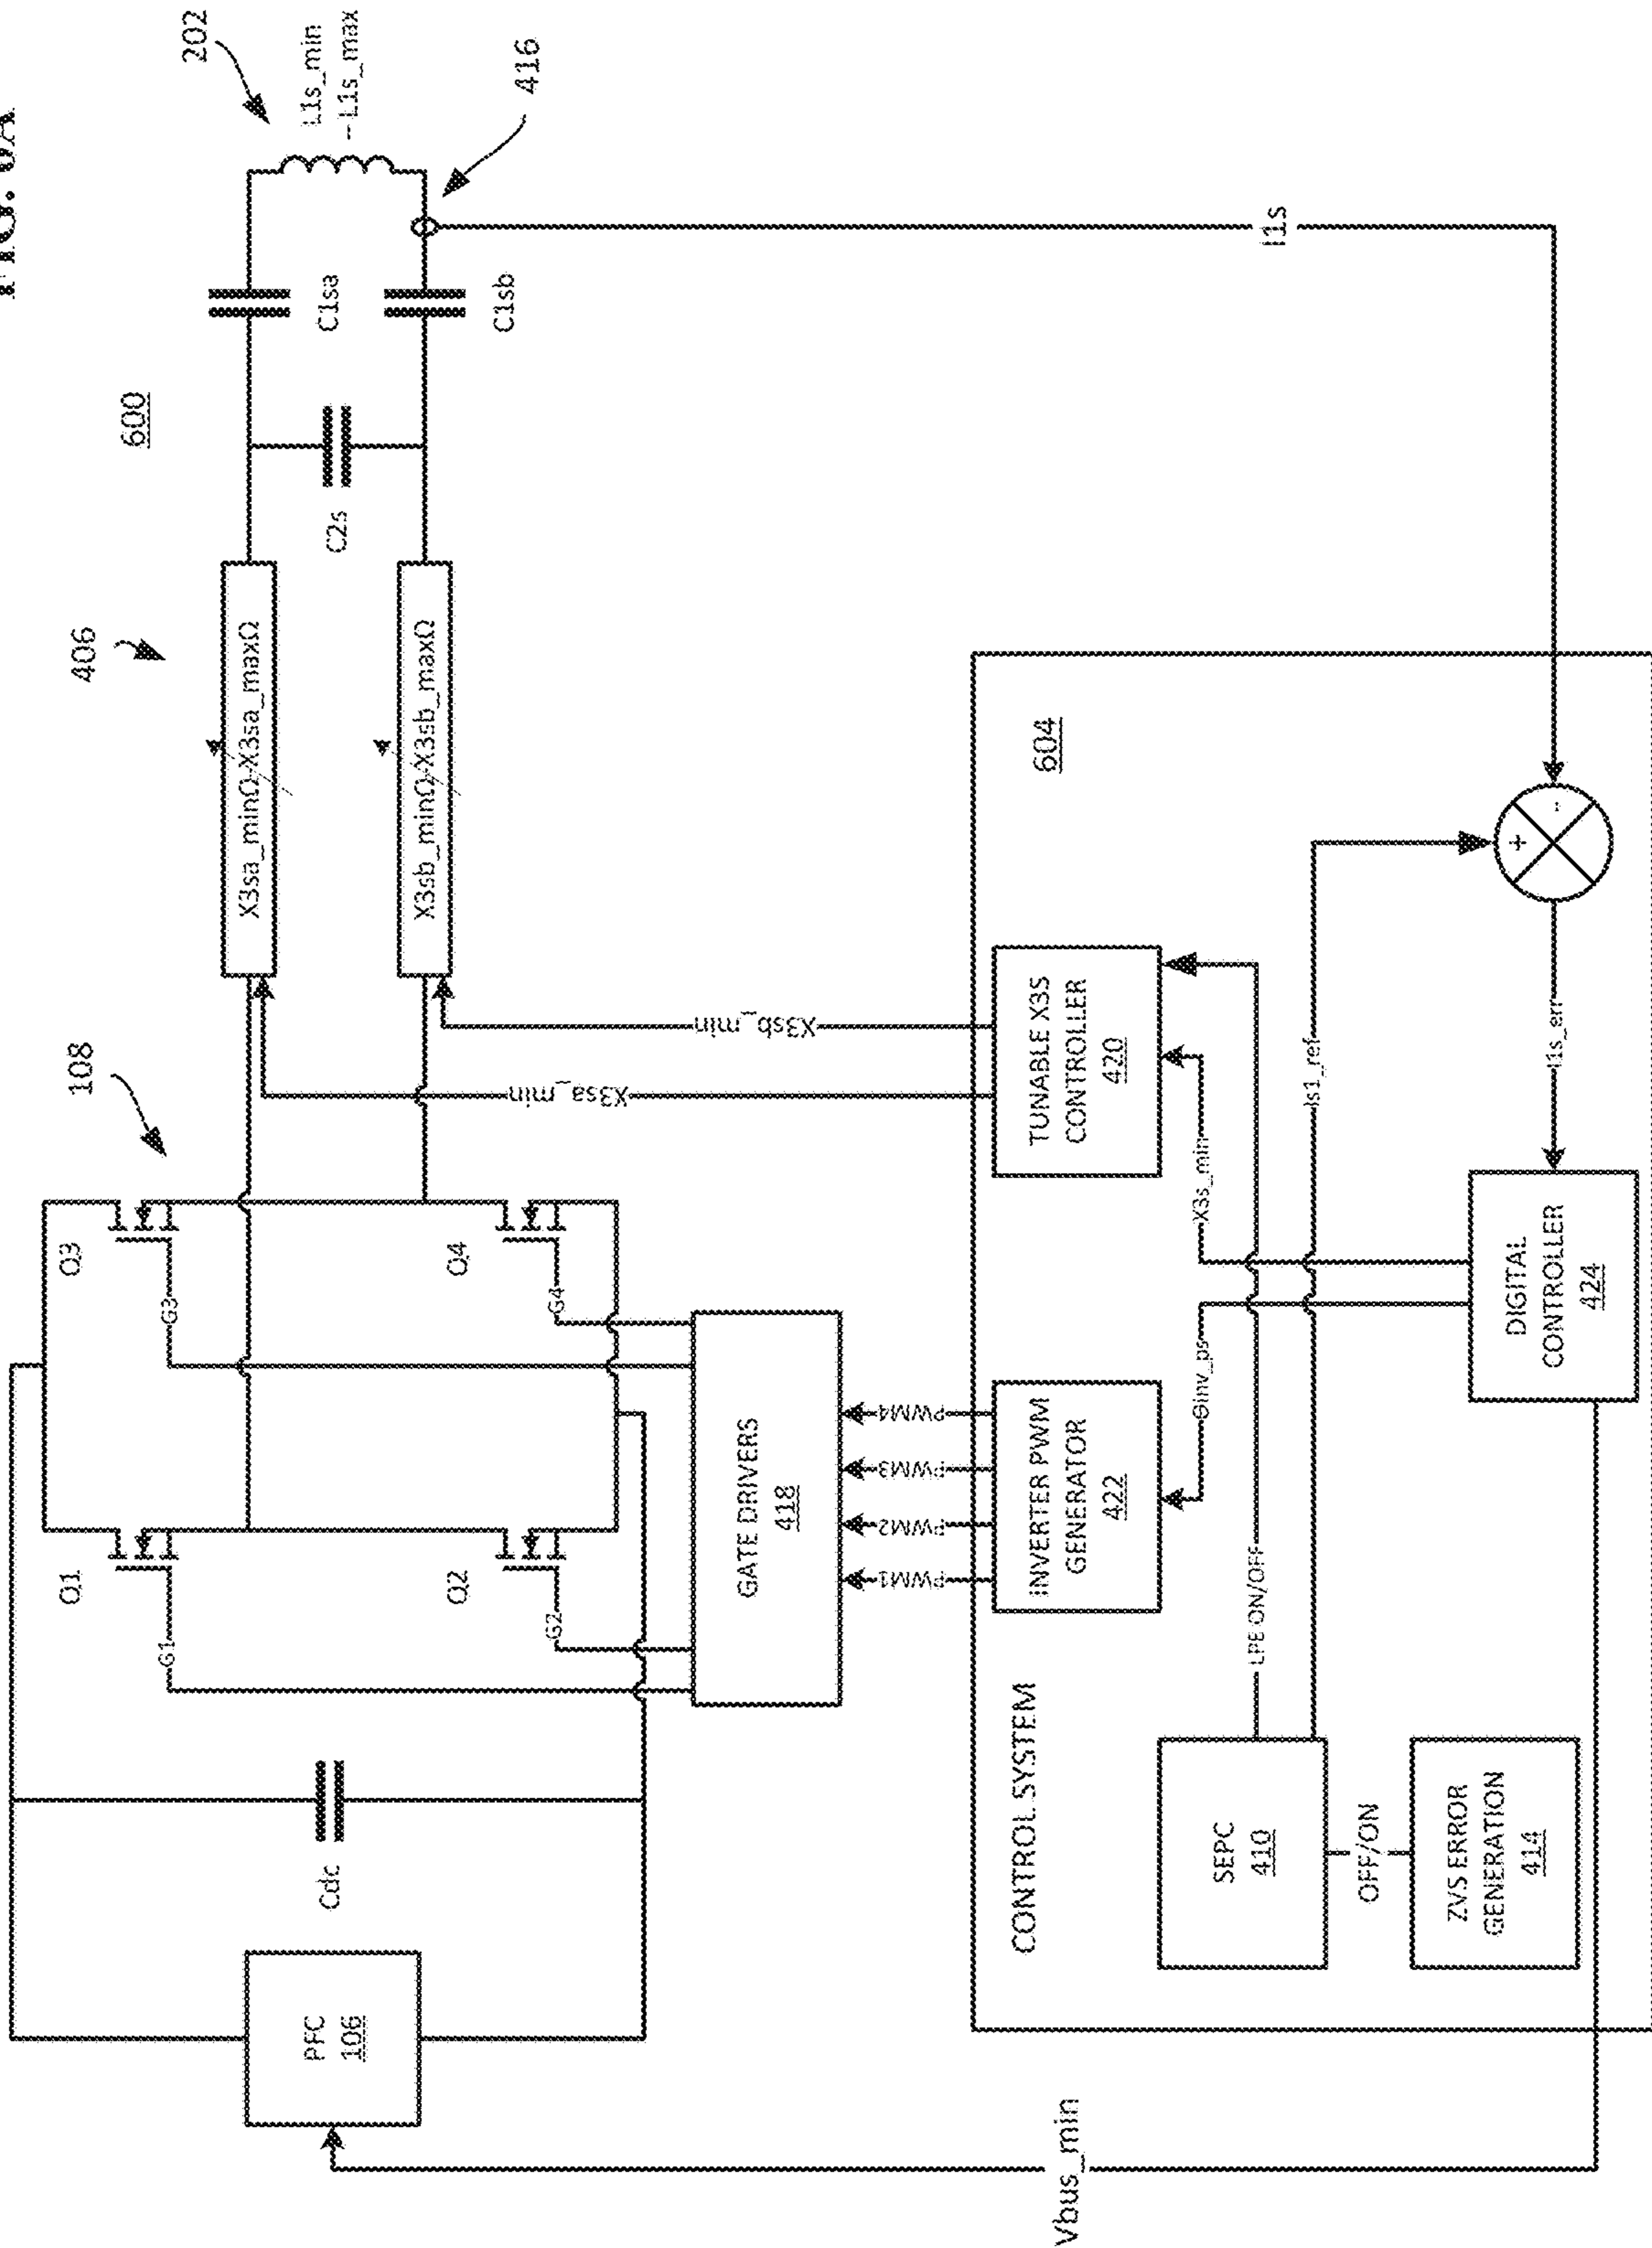 FIG. 6A
600
202
L1s_min
-L1s_max
416
406
108
X3sa_minΩ-X3sa_maxΩ
X3sb_minΩ-X3sb_maxΩ
C1sa
C1sb
C2s
Q1
Q3
Q2
Q4
G1
G3
G2
G4
Cdc
PFC
106
GATE DRIVERS
418
PWM1
PWM2
PWM3
PWM4
X3sa_min
X3sb_min
I1s
CONTROL SYSTEM
604
INVERTER PWM
GENERATOR
422
TUNABLE X3S
CONTROLLER
420
SEPC
410
LPE ON/OFF
Is1_ref
Θinv_ps
X3s_min
OFF/ON
ZVS ERROR
GENERATION
414
DIGITAL
CONTROLLER
424
I1s_err
+
-
Vbus_min